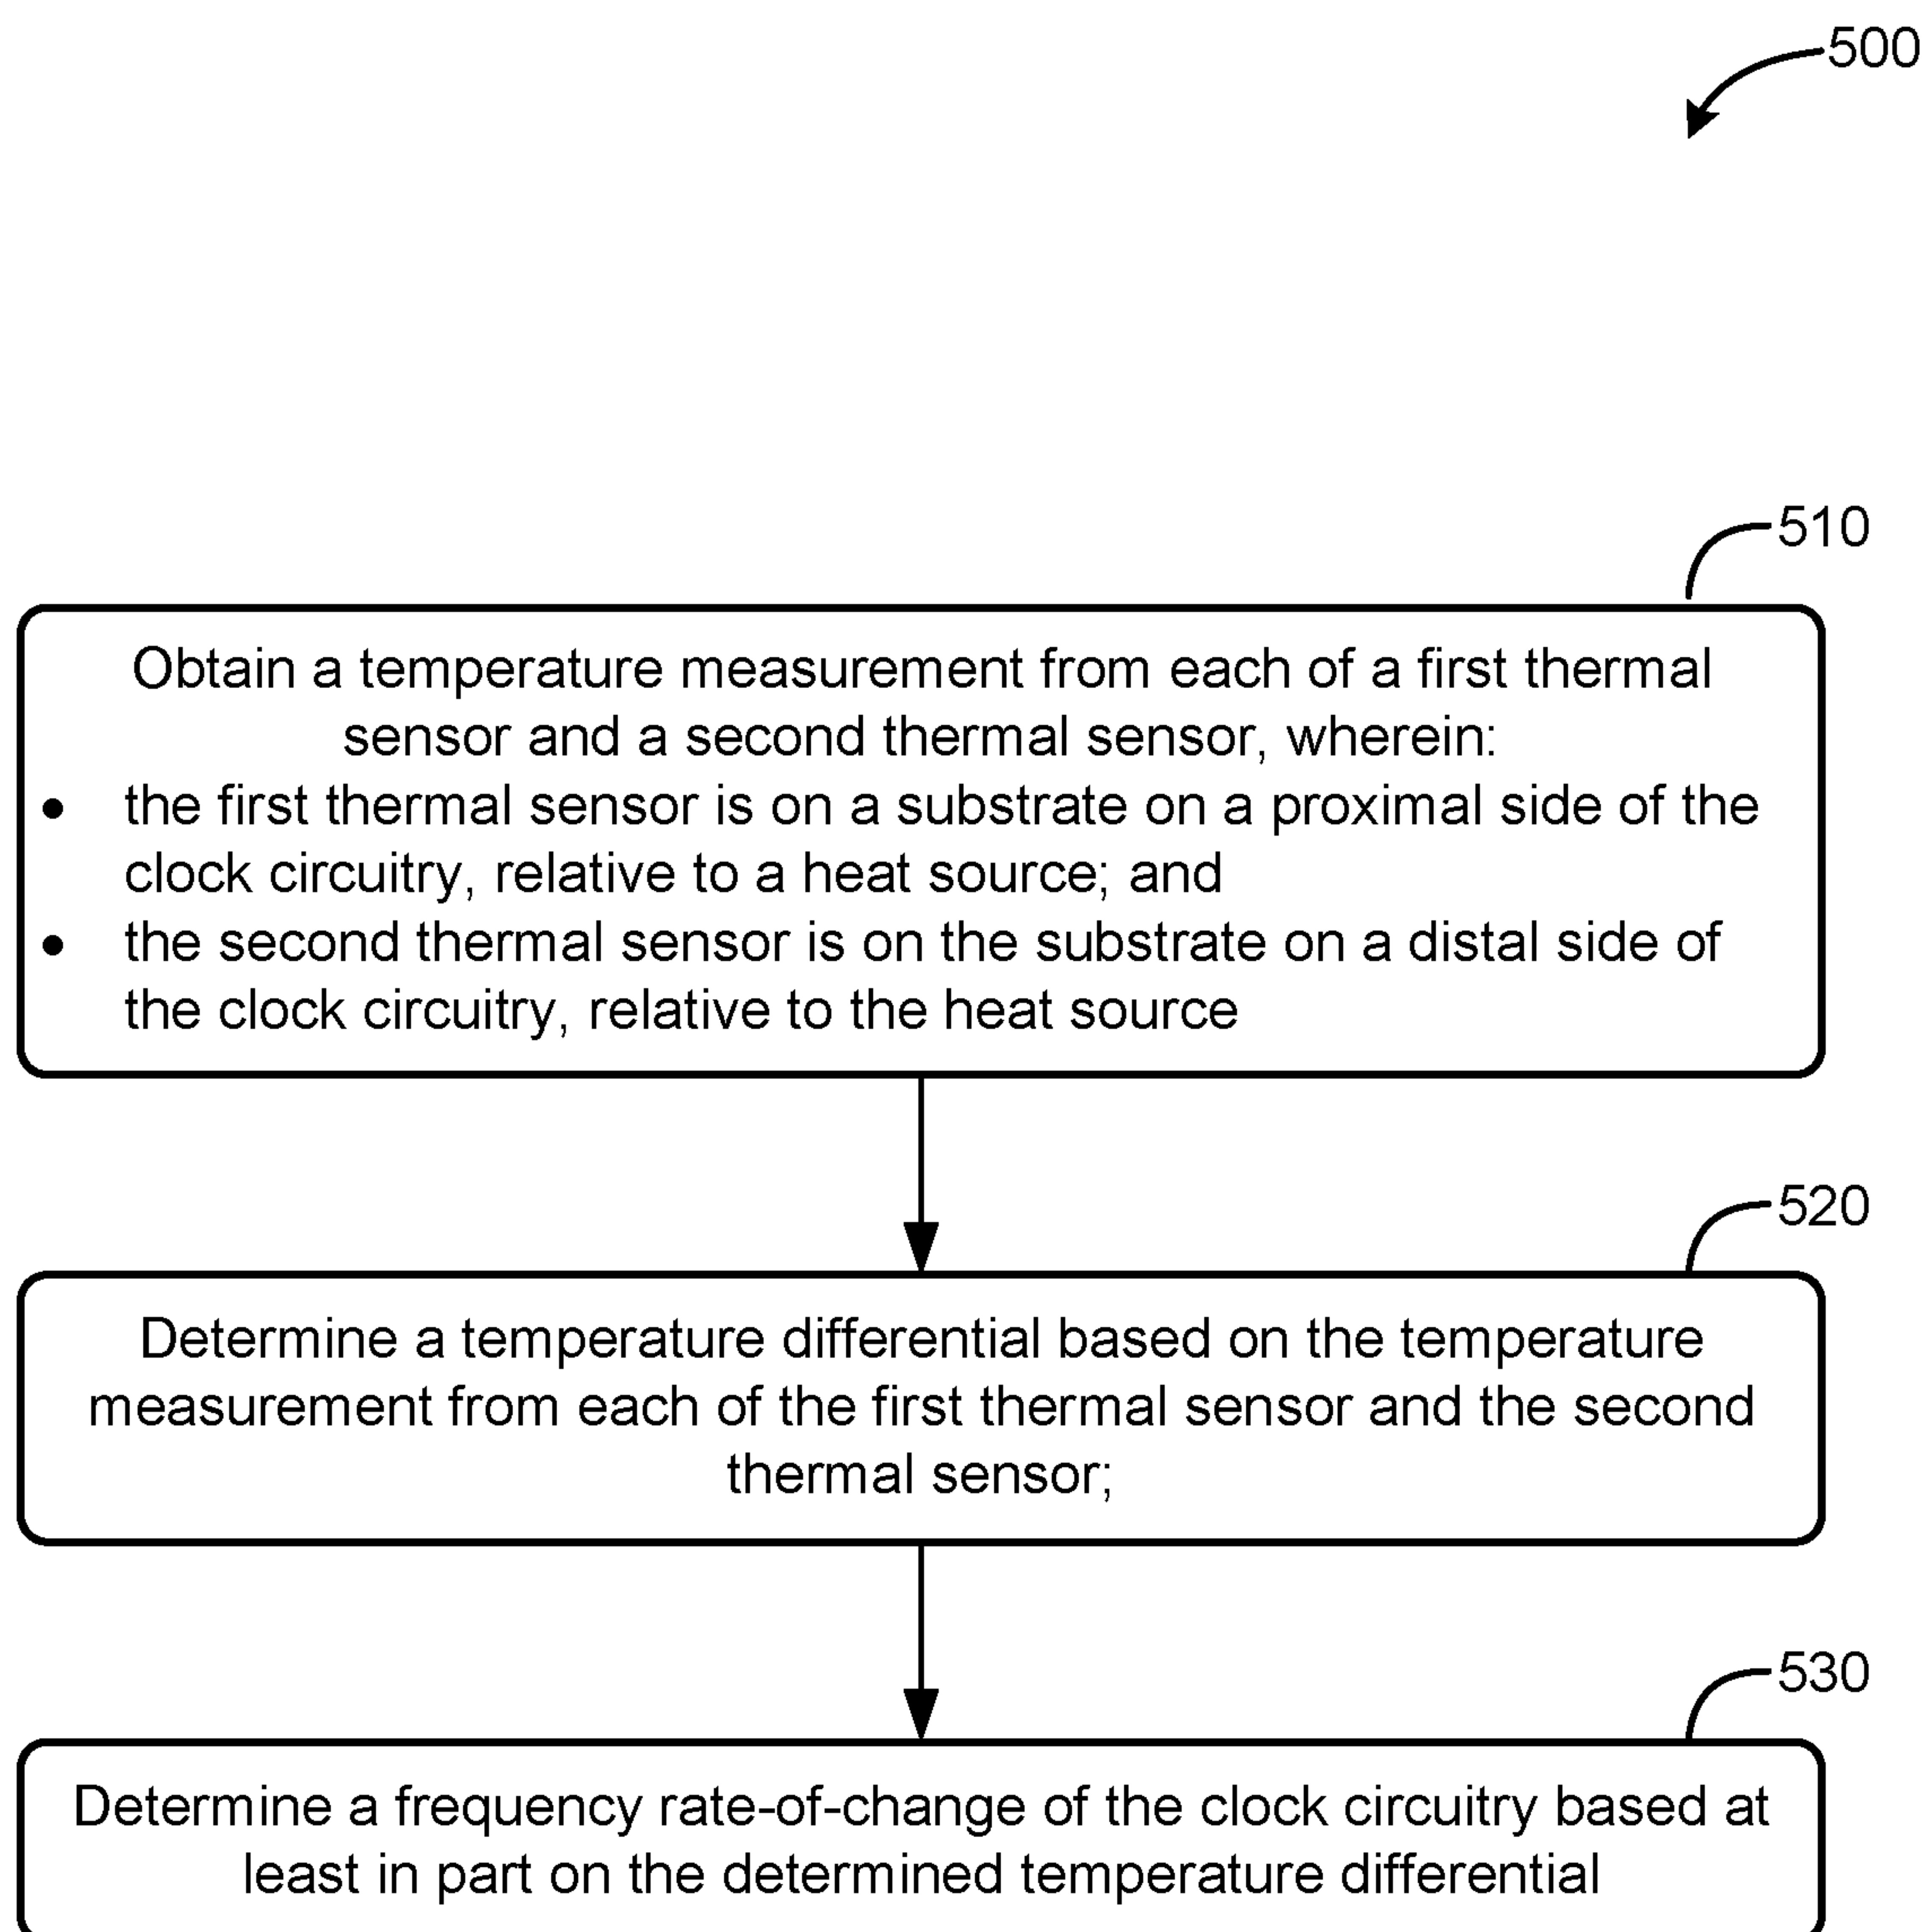 500
510
Obtain a temperature measurement from each of a first thermal
sensor and a second thermal sensor, wherein:
• the first thermal sensor is on a substrate on a proximal side of the
clock circuitry, relative to a heat source; and
• the second thermal sensor is on the substrate on a distal side of
the clock circuitry, relative to the heat source
520
Determine a temperature differential based on the temperature
measurement from each of the first thermal sensor and the second
thermal sensor;
530
Determine a frequency rate-of-change of the clock circuitry based at
least in part on the determined temperature differential